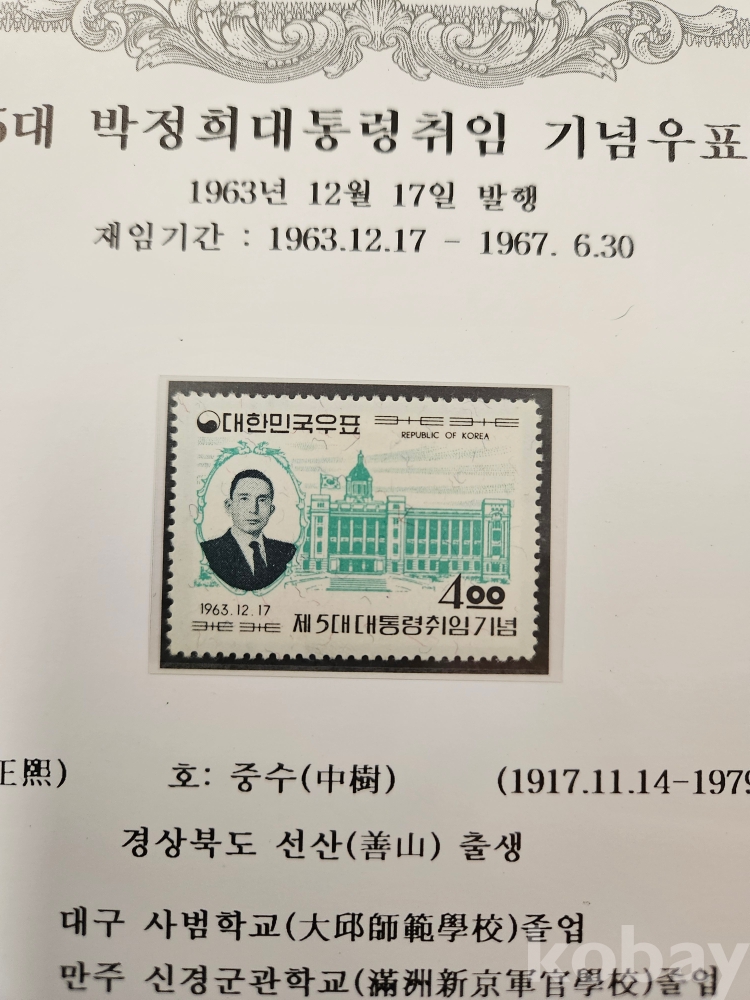 5대 박정희대통령취임 기념우표
1963년 12월 17일 발행
재임기간 : 1963.12.17 - 1967. 6.30
대한민국우표
REPUBLIC OF KOREA
4.00
1963.12.17
제5대대통령취임기념
正熙) 호: 중수(中樹) (1917.11.14-1979
경상북도 선산(善山) 출생
대구 사범학교(大邱師範學校)졸업
만주 신경군관학교(滿洲新京軍官學校)졸업
kobay